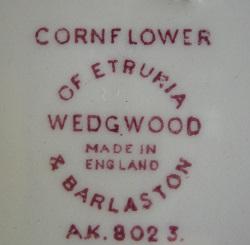 CORNFLOWER
OF ETRURIA
WEDGWOOD
MADE IN
ENGLAND
& BARLASTON
A.K. 8023.